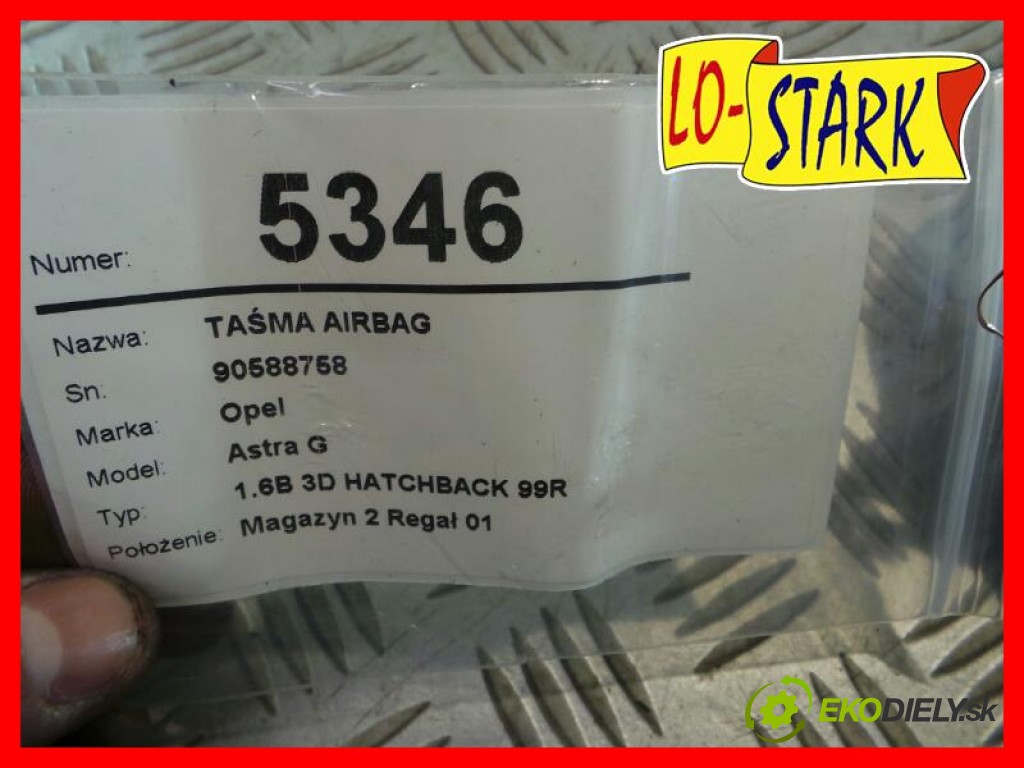 LO-STARK
Numer: 5346
Nazwa: TAŚMA AIRBAG
Sn: 90588758
Marka: Opel
Model: Astra G
Typ: 1.6B 3D HATCHBACK 99R
Położenie: Magazyn 2 Regał 01
EKODIELY.sk